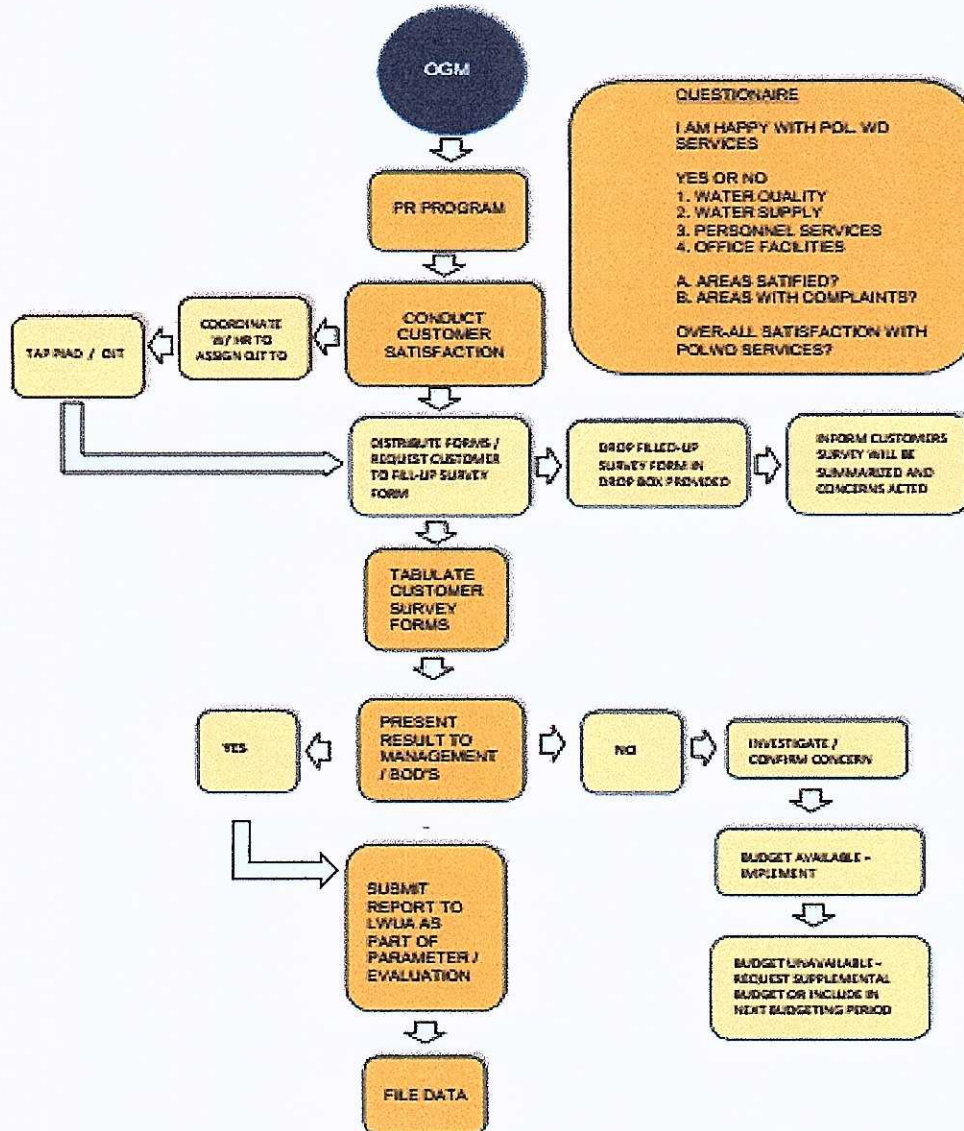 OGM
QUESTIONAIRE
I AM HAPPY WITH POL. WD
SERVICES
YES OR NO
1. WATER QUALITY
2. WATER SUPPLY
3. PERSONNEL SERVICES
4. OFFICE FACILITIES
A. AREAS SATIFIED?
B. AREAS WITH COMPLAINTS?
OVER-ALL SATISFACTION WITH
POLWD SERVICES?
PR PROGRAM
CONDUCT
CUSTOMER
SATISFACTION
COORDINATE
W/ HR TO
ASSIGN OJT TO
TAP PIAD / OJT
DISTRIBUTE FORMS /
REQUEST CUSTOMER
TO FILL-UP SURVEY
FORM
DROP FILLED-UP
SURVEY FORM IN
DROP BOX PROVIDED
INFORM CUSTOMERS
SURVEY WILL BE
SUMMARIZED AND
CONCERNS ACTED
TABULATE
CUSTOMER
SURVEY
FORMS
YES
PRESENT
RESULT TO
MANAGEMENT
/ BOD'S
NO
INVESTIGATE /
CONFIRM CONCERN
BUDGET AVAILABLE -
IMPLEMENT
SUBMIT
REPORT TO
LWUA AS
PART OF
PARAMETER /
EVALUATION
BUDGET UNAVAILABLE -
REQUEST SUPPLEMENTAL
BUDGET OR INCLUDE IN
NEXT BUDGETING PERIOD
FILE DATA